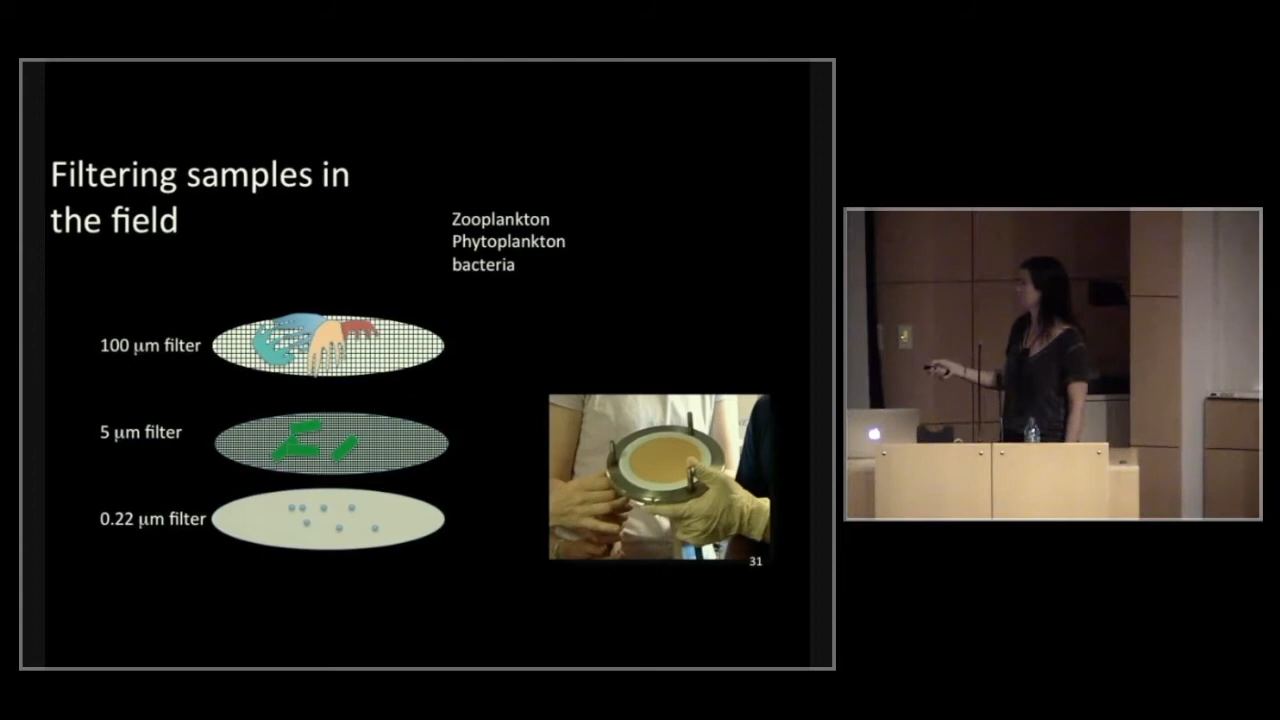 Filtering samples in
the field
Zooplankton
Phytoplankton
bacteria
100 µm filter
5 µm filter
0.22 µm filter
31